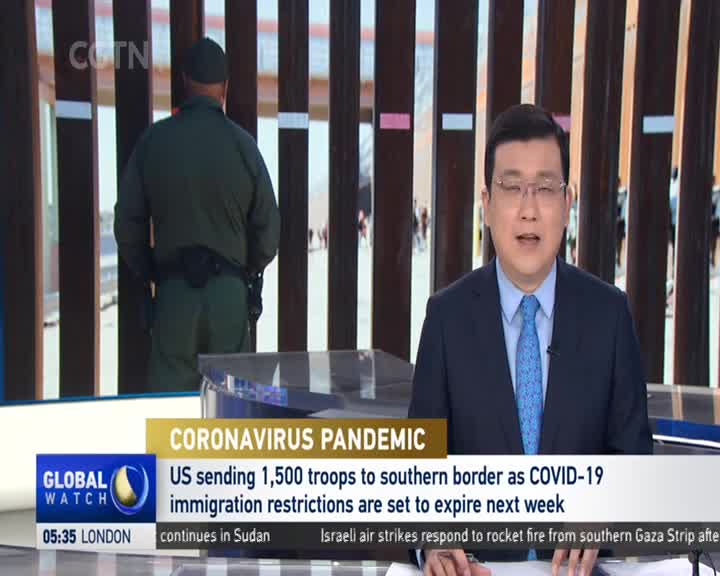 CGTN
CORONAVIRUS PANDEMIC
US sending 1,500 troops to southern border as COVID-19
immigration restrictions are set to expire next week
GLOBAL
WATCH
05:35 LONDON
continues in Sudan Israeli air strikes respond to rocket fire from southern Gaza Strip afte